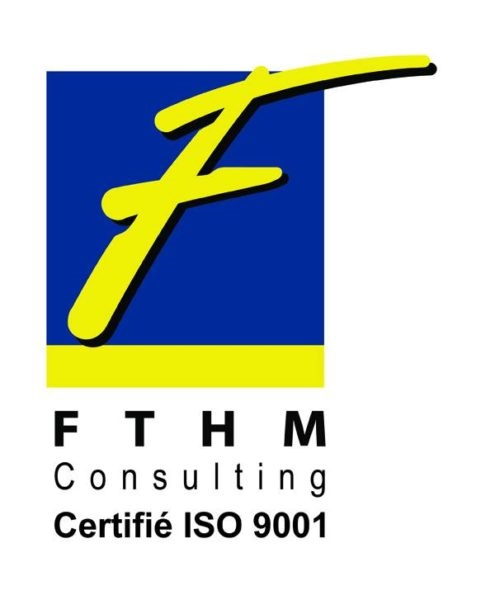 F
F T H M
Consulting
Certifié ISO 9001